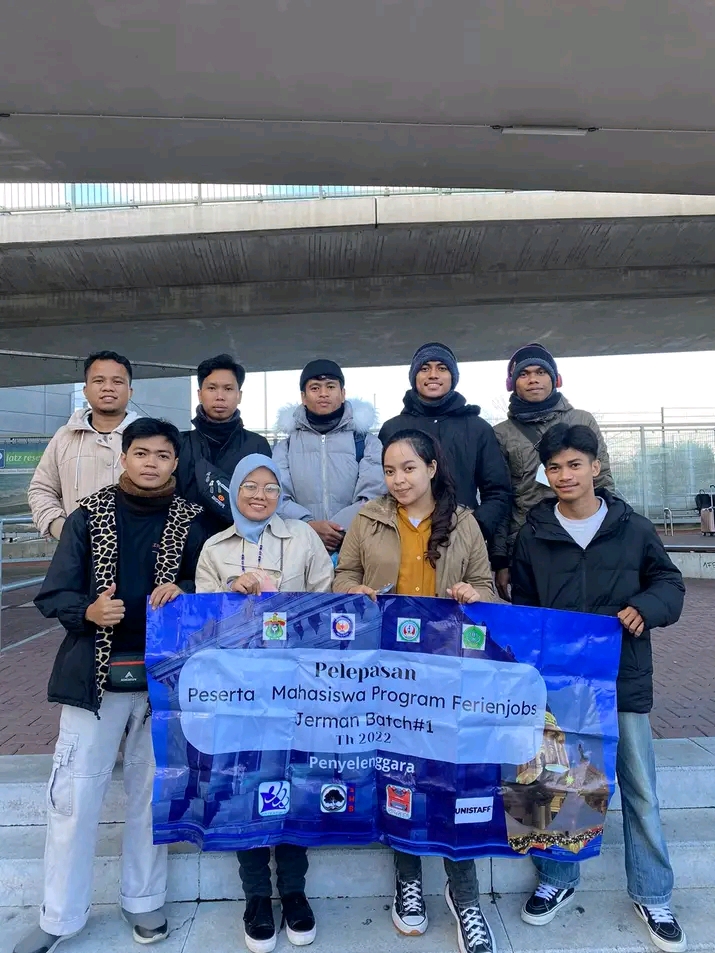 Pelepasan
Peserta Mahasiswa Program Ferienjobs
Jerman Batch#1
Th 2022
Penyelenggara
UNISTAFF